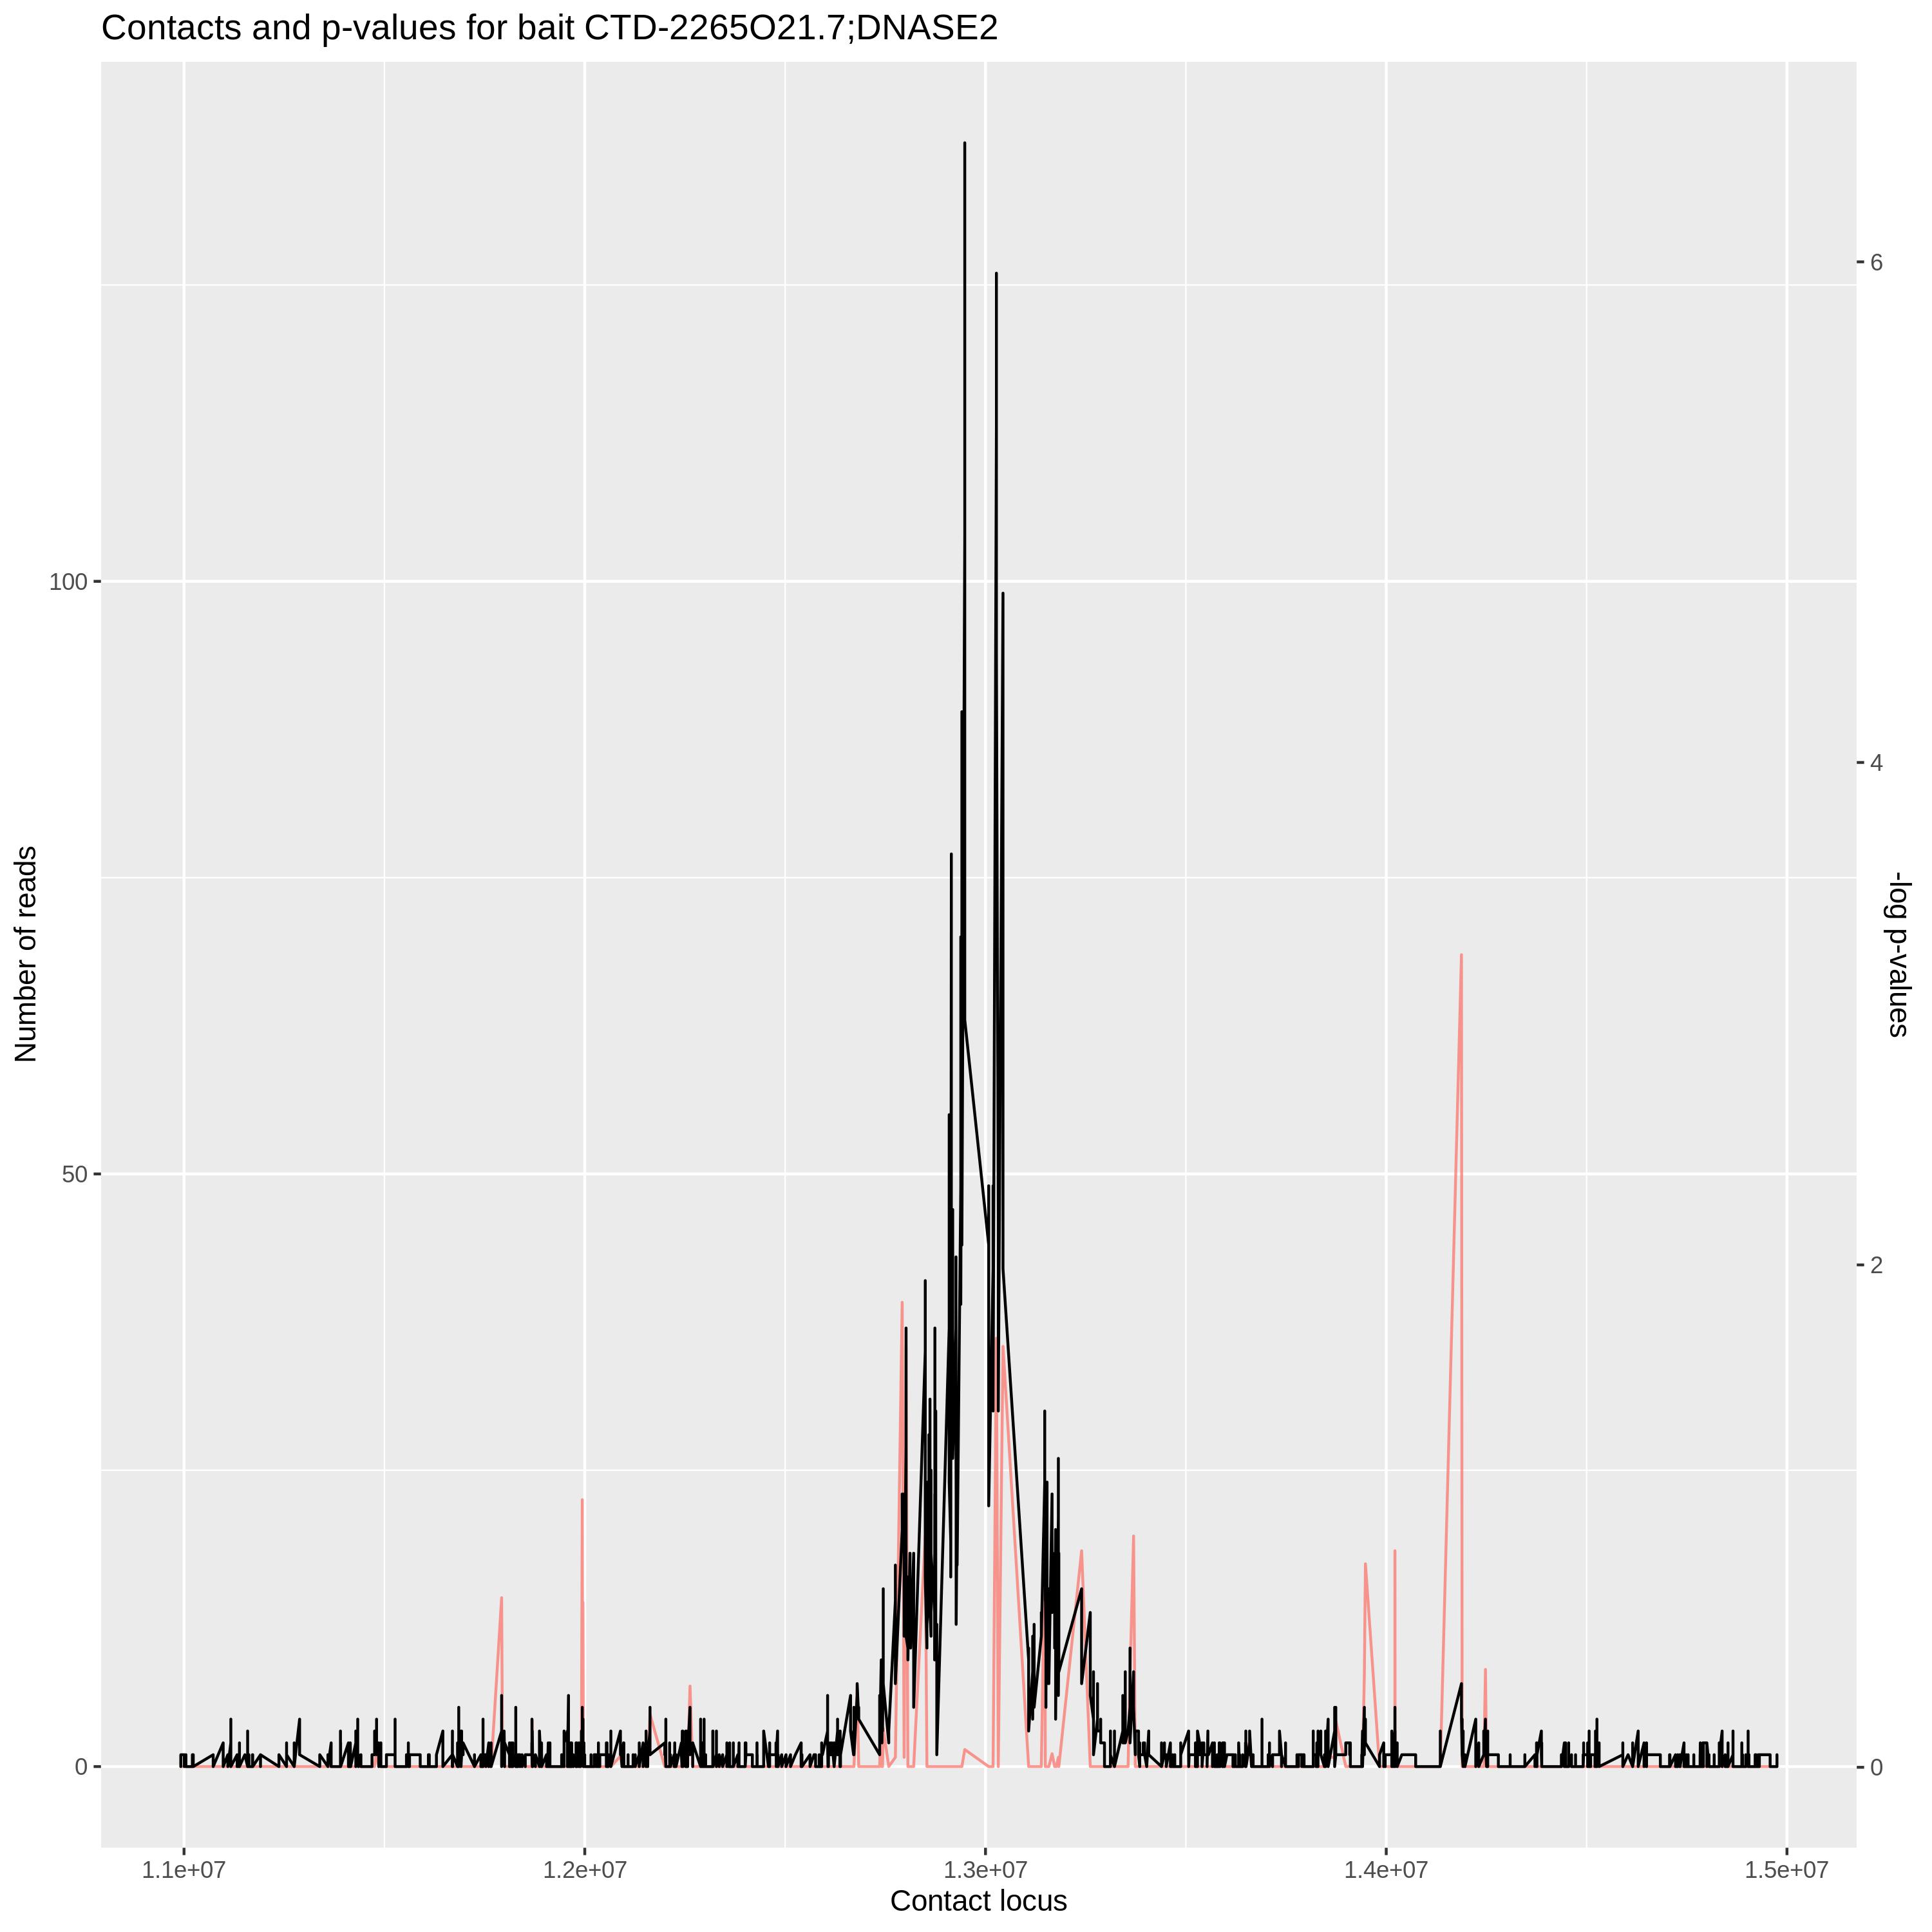 Contacts and p-values for bait CTD-2265O21.7;DNASE2
Number of reads
100
50
0
6
4
2
0
-log p-values
1.1e+07
1.2e+07
1.3e+07
1.4e+07
1.5e+07
Contact locus